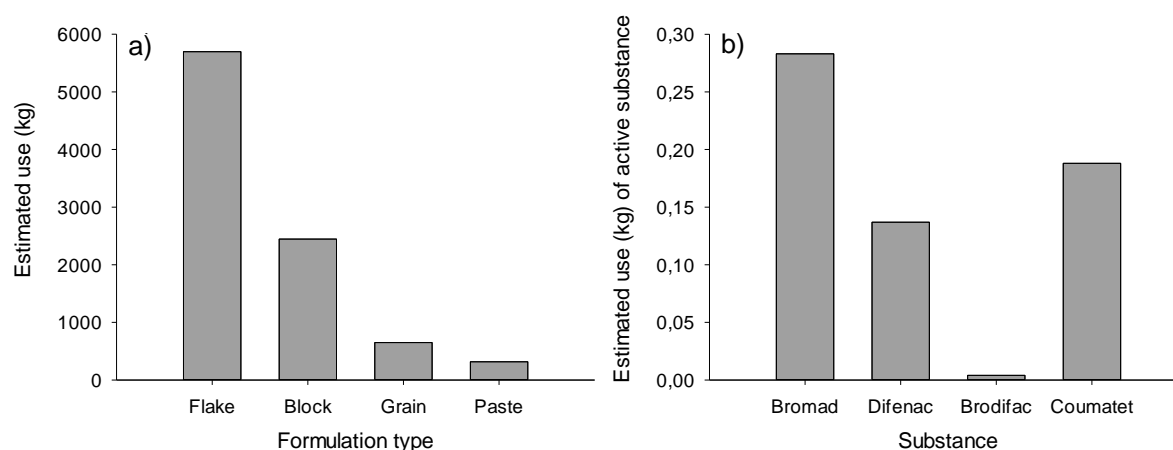 a)
6000
5000
4000
3000
2000
1000
0
Estimated use (kg)
Flake Block Grain Paste
Formulation type
b)
0,30
0,25
0,20
0,15
0,10
0,05
0,00
Estimated use (kg) of active substance
Bromad Difenac Brodifac Coumatet
Substance